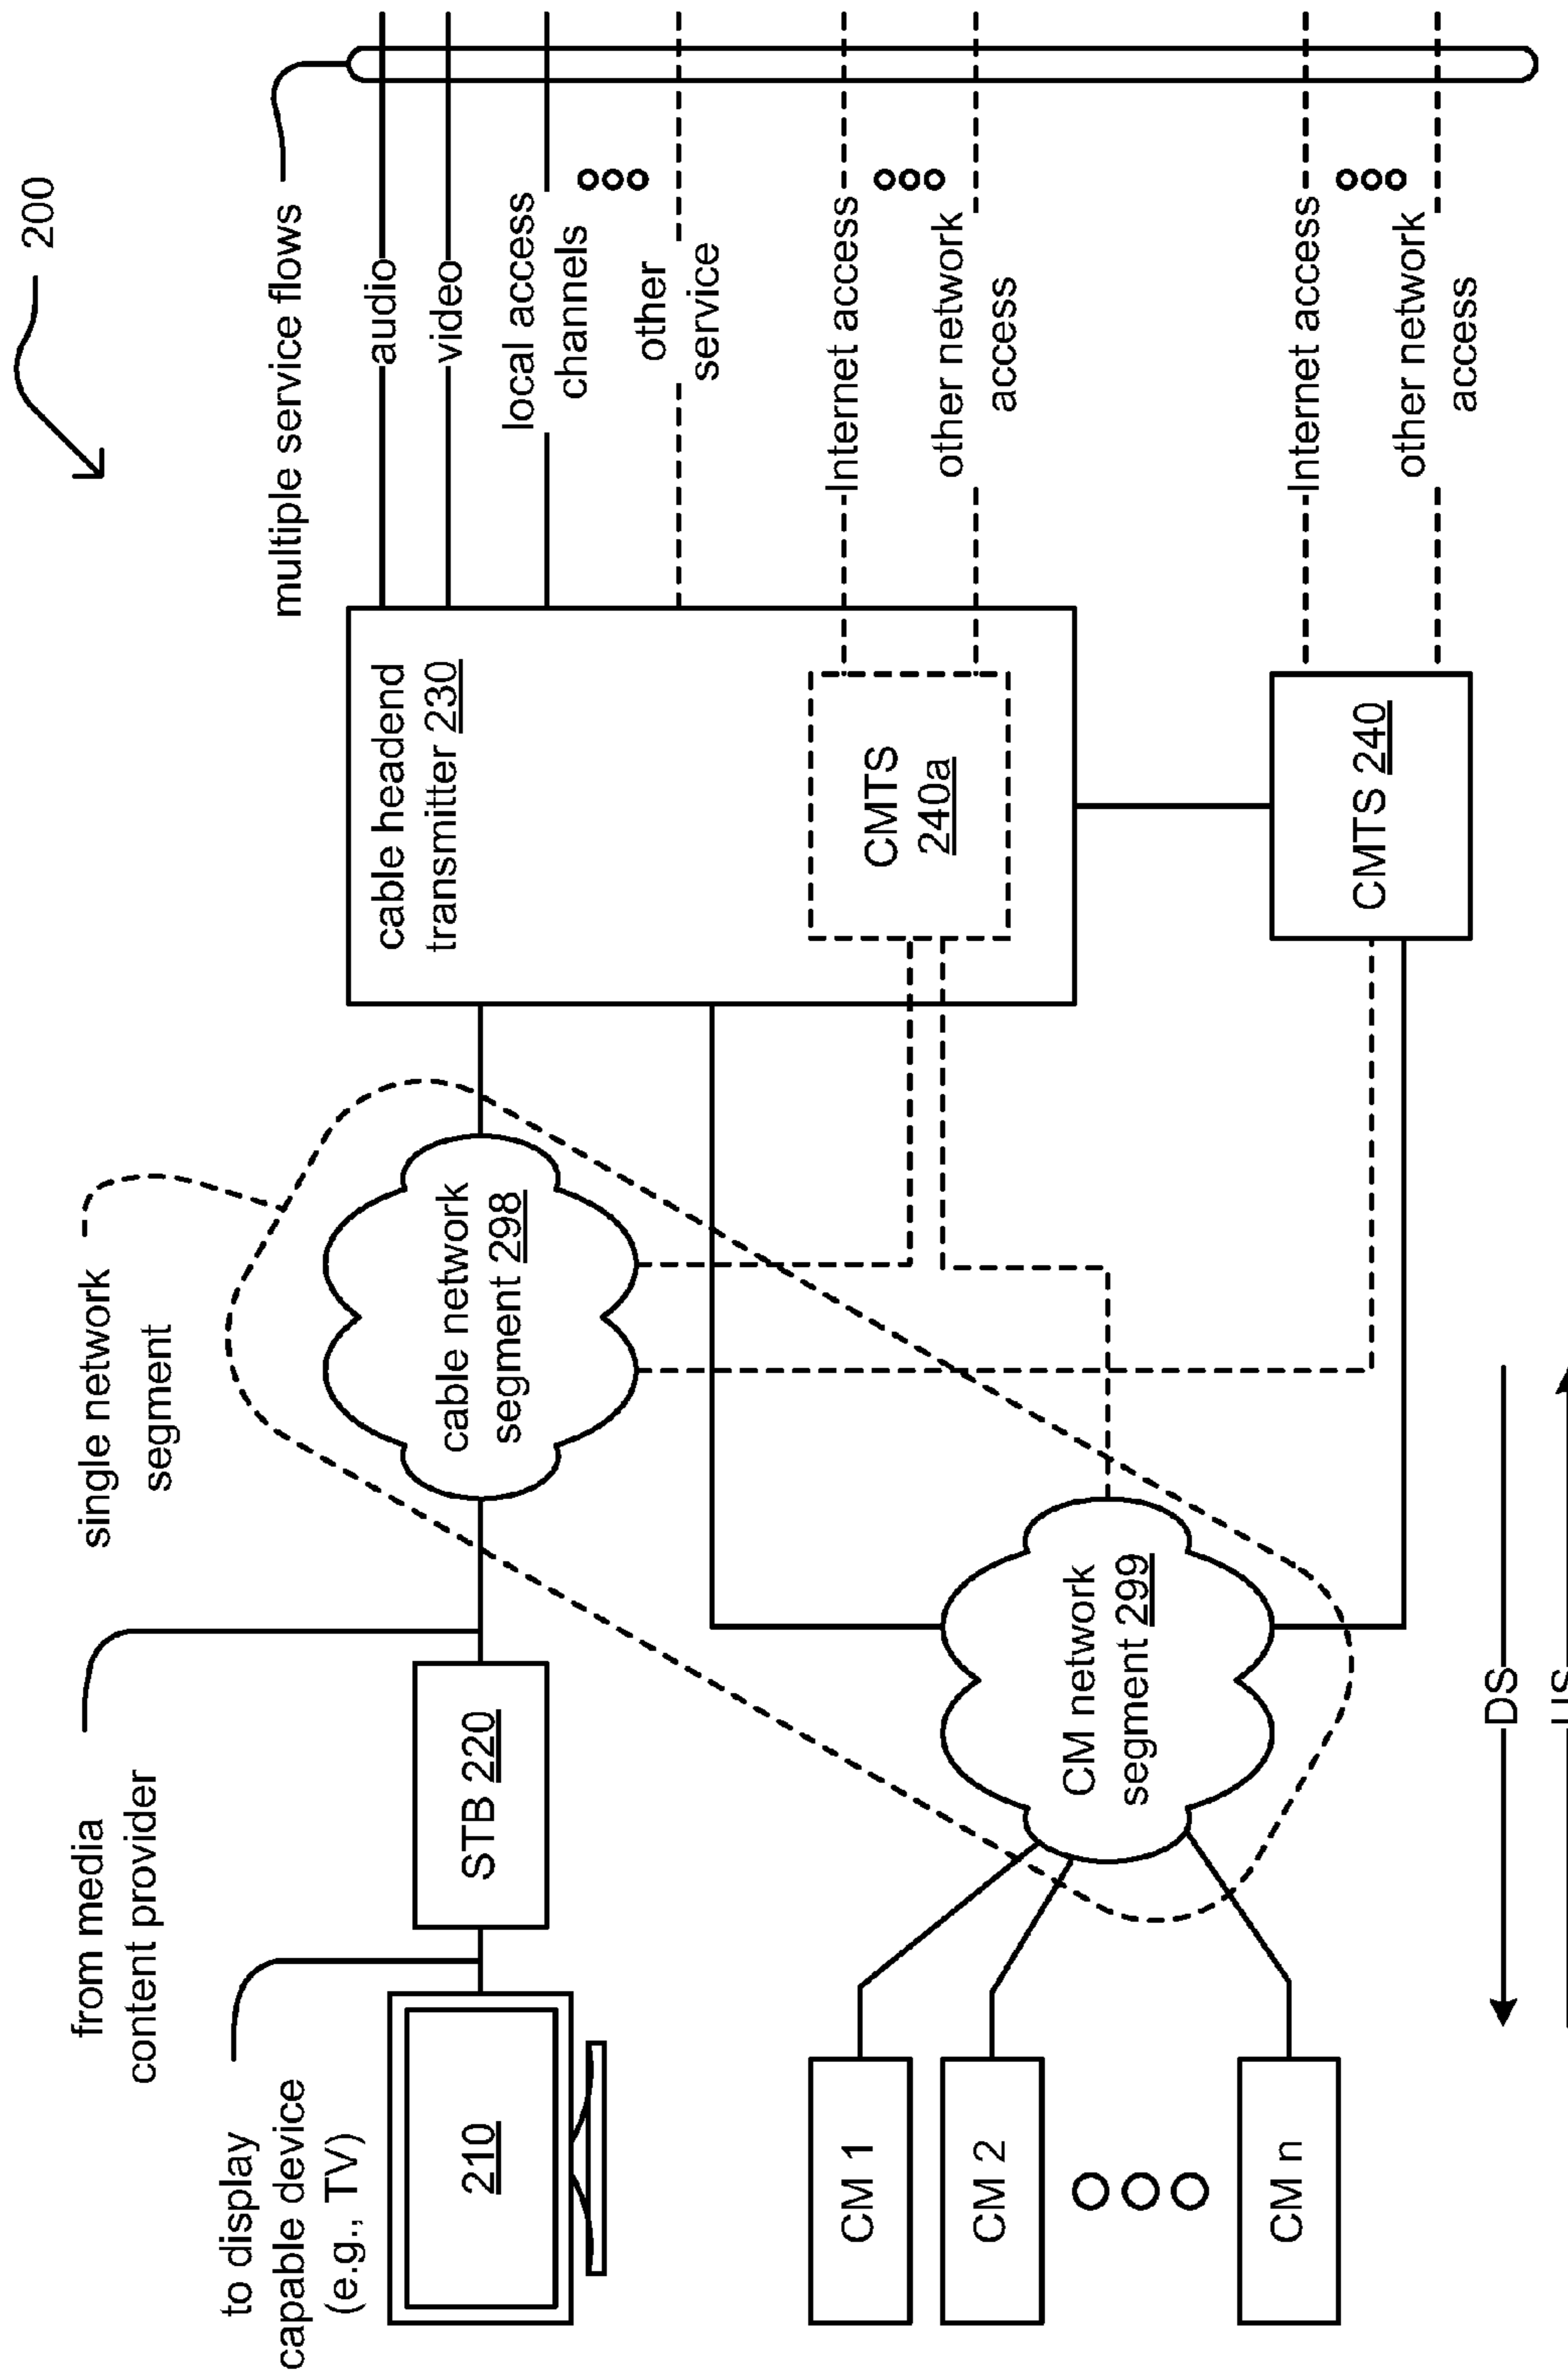 200
multiple service flows
audio
video
local access
channels
other
service
Internet access
other network
access
Internet access
other network
access
cable headend
transmitter 230
CMTS
240a
CMTS 240
single network
segment
cable network
segment 298
CM network
segment 299
from media
content provider
STB 220
to display
capable device
(e.g., TV)
210
CM 1
CM 2
CM n
DS